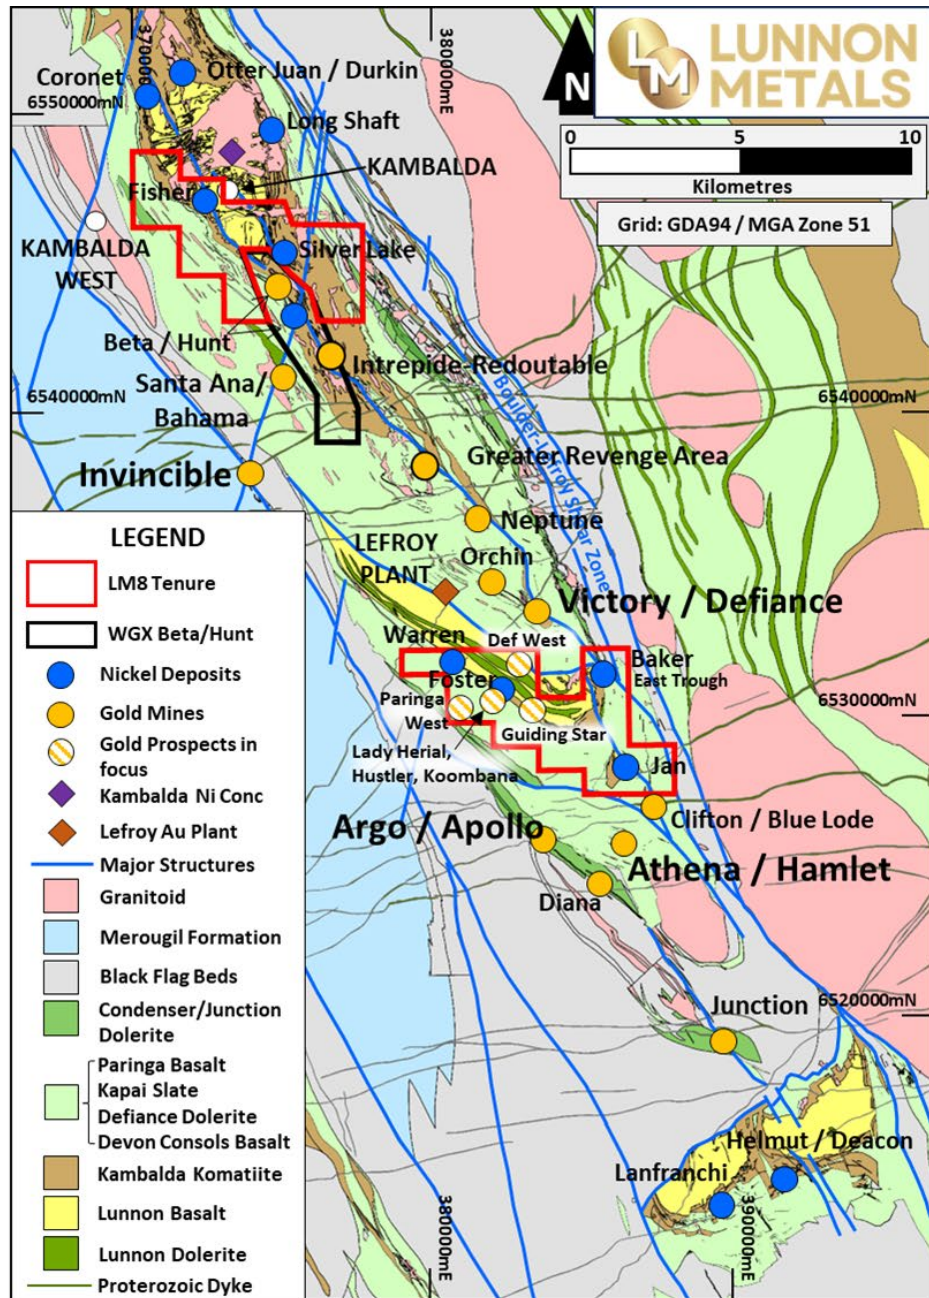 LUNNON
METALS
LM
N
0 5 10
Kilometres
Grid: GDA94 / MGA Zone 51
370000mE
380000mE
6550000mN
Coronet
Otter Juan / Durkin
Long Shaft
KAMBALDA
Fisher
KAMBALDA
WEST
Silver Lake
Beta / Hunt
Intrepide-Redoutable
Santa Ana/
Bahama
6540000mN
6540000mN
Boulder-Lefroy Shear Zone
Invincible
Greater Revenge Area
Neptune
LEFROY
PLANT
Orchin
Victory / Defiance
Warren
Def West
Baker
East Trough
Foster
Paringa
West
6530000mN
Guiding Star
Lady Herial,
Hustler, Koombana
Jan
Argo / Apollo
Clifton / Blue Lode
Athena / Hamlet
Diana
6520000mN
Junction
Helmut / Deacon
Lanfranchi
380000mE
390000mE
LEGEND
LM8 Tenure
WGX Beta/Hunt
Nickel Deposits
Gold Mines
Gold Prospects in
focus
Kambalda Ni Conc
Lefroy Au Plant
Major Structures
Granitoid
Merougil Formation
Black Flag Beds
Condenser/Junction
Dolerite
Paringa Basalt
Kapai Slate
Defiance Dolerite
Devon Consols Basalt
Kambalda Komatiite
Lunnon Basalt
Lunnon Dolerite
Proterozoic Dyke